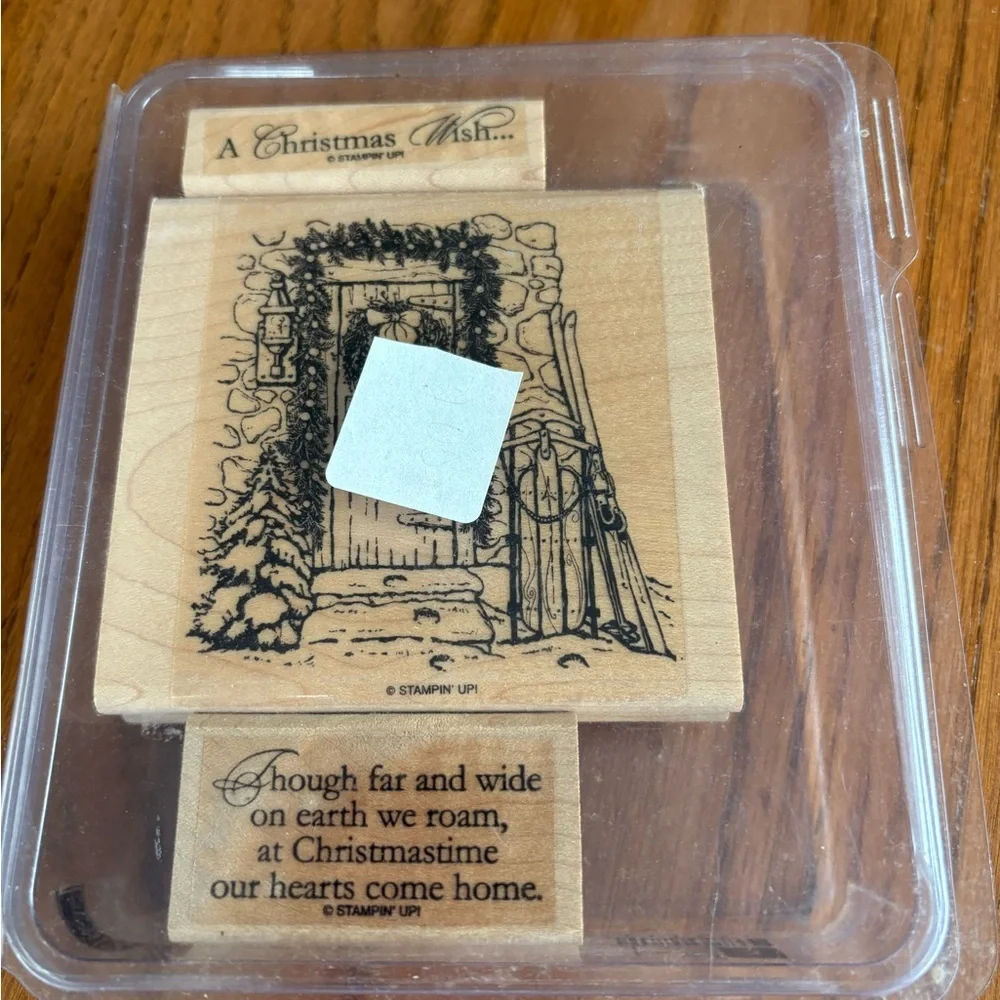 A Christmas Wish...
© STAMPIN' UP!
© STAMPIN' UP!
Though far and wide
on earth we roam,
at Christmastime
our hearts come home.
© STAMPIN' UP!